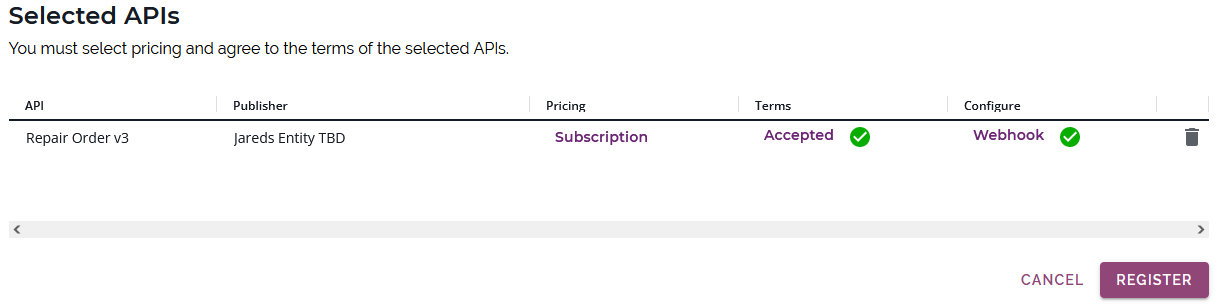 Selected APIs
You must select pricing and agree to the terms of the selected APIs.
API Publisher Pricing Terms Configure
Repair Order v3 Jareds Entity TBD Subscription Accepted Webhook
CANCEL REGISTER